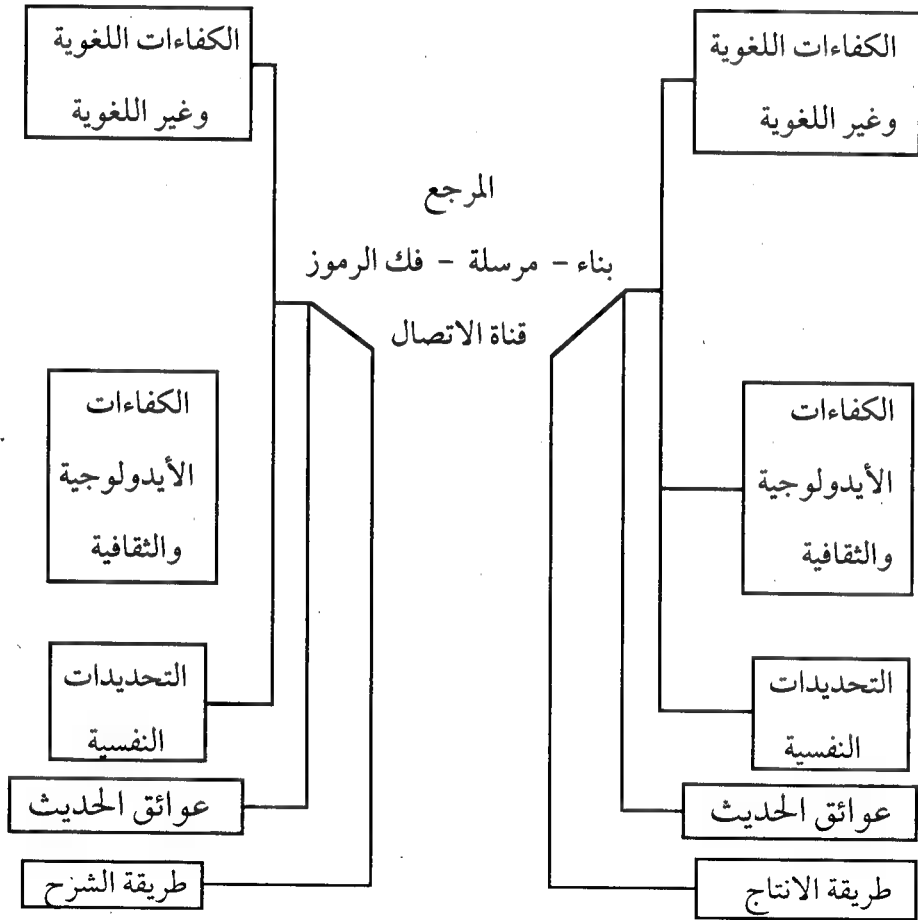 الكفاءات اللغوية
وغير اللغوية
الكفاءات
الأيدولوجية
والثقافية
التحديدات
النفسية
عوائق الحديث
طريقة الانتاج
المرجع
بناء - مرسلة - فك الرموز
قناة الاتصال
الكفاءات اللغوية
وغير اللغوية
الكفاءات
الأيدولوجية
والثقافية
التحديدات
النفسية
عوائق الحديث
طريقة الشزح